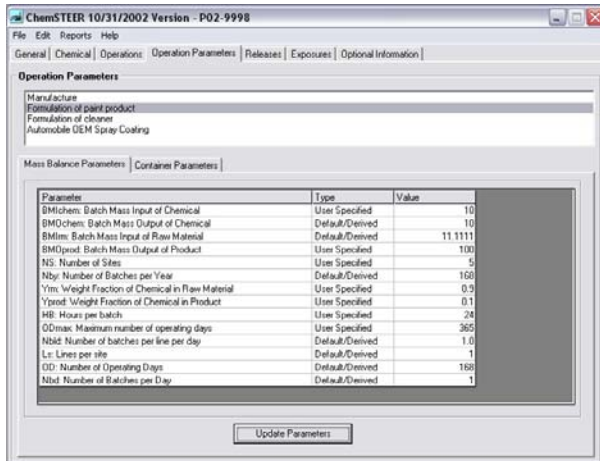 ChemSTEER 10/31/2002 Version - P02-9998
File Edit Reports Help
General Chemical Operations Operation Parameters Releases Exposures Optional Information
Operation Parameters
Manufacture
Formulation of paint product
Formulation of cleaner
Automobile OEM Spray Coating
Mass Balance Parameters Container Parameters
Parameter Type Value
BMIchem: Batch Mass Input of Chemical User Specified 10
BMOchem: Batch Mass Output of Chemical Default/Derived 10
BMIrm: Batch Mass Input of Raw Material Default/Derived 11.1111
BMOprod: Batch Mass Output of Product User Specified 100
NS: Number of Sites User Specified 5
Nby: Number of Batches per Year Default/Derived 168
Yrm: Weight Fraction of Chemical in Raw Material User Specified 0.9
Yprod: Weight Fraction of Chemical in Product User Specified 0.1
HB: Hours per batch User Specified 24
ODmax: Maximum number of operating days User Specified 365
Nbld: Number of batches per line per day Default/Derived 1.0
Ls: Lines per site Default/Derived 1
OD: Number of Operating Days Default/Derived 168
Nbd: Number of Batches per Day Default/Derived 1
Update Parameters